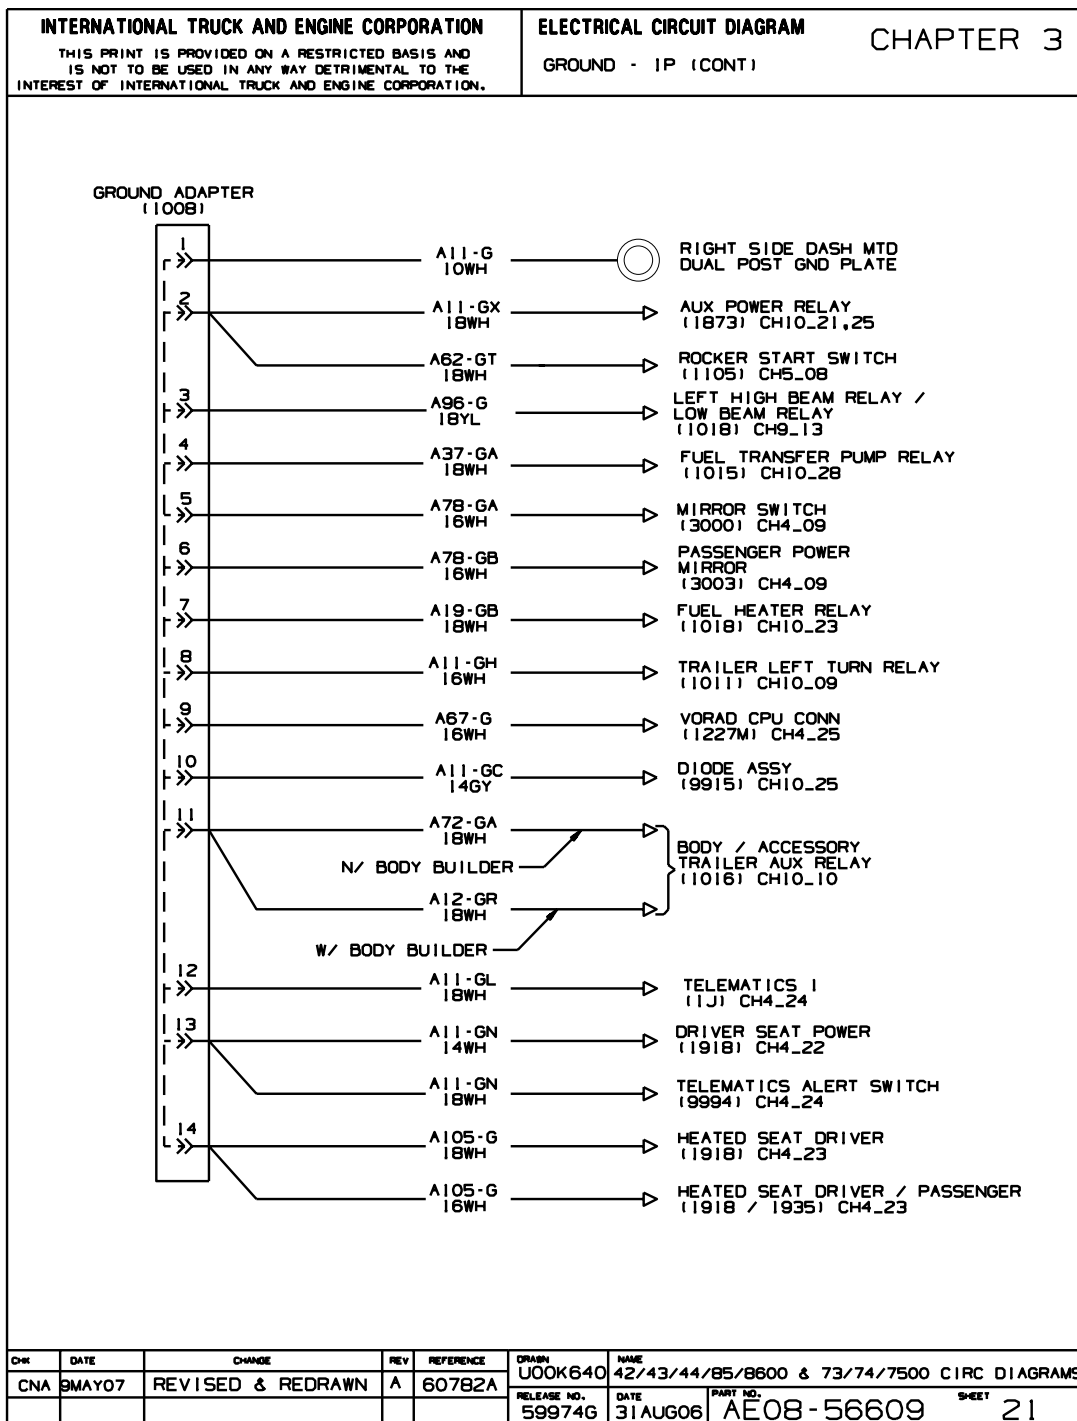 INTERNATIONAL TRUCK AND ENGINE CORPORATION
THIS PRINT IS PROVIDED ON A RESTRICTED BASIS AND
IS NOT TO BE USED IN ANY WAY DETRIMENTAL TO THE
INTEREST OF INTERNATIONAL TRUCK AND ENGINE CORPORATION.
ELECTRICAL CIRCUIT DIAGRAM
GROUND - IP (CONT)
CHAPTER 3
GROUND ADAPTER
(1008)
1
A11-G
10WH
RIGHT SIDE DASH MTD
DUAL POST GND PLATE
2
A11-GX
18WH
AUX POWER RELAY
(1873) CH10_21,25
A62-GT
18WH
ROCKER START SWITCH
(1105) CH5_08
3
A96-G
18YL
LEFT HIGH BEAM RELAY /
LOW BEAM RELAY
(1018) CH9_13
4
A37-GA
18WH
FUEL TRANSFER PUMP RELAY
(1015) CH10_28
5
A78-GA
16WH
MIRROR SWITCH
(3000) CH4_09
6
A78-GB
16WH
PASSENGER POWER
MIRROR
(3003) CH4_09
7
A19-GB
18WH
FUEL HEATER RELAY
(1018) CH10_23
8
A11-GH
16WH
TRAILER LEFT TURN RELAY
(1011) CH10_09
9
A67-G
16WH
VORAD CPU CONN
(1227M) CH4_25
10
A11-GC
14GY
DIODE ASSY
(9915) CH10_25
11
A72-GA
18WH
N/ BODY BUILDER
BODY / ACCESSORY
TRAILER AUX RELAY
(1016) CH10_10
A12-GR
18WH
W/ BODY BUILDER
12
A11-GL
18WH
TELEMATICS 1
(1J) CH4_24
13
A11-GN
14WH
DRIVER SEAT POWER
(1918) CH4_22
A11-GN
18WH
TELEMATICS ALERT SWITCH
(9994) CH4_24
14
A105-G
18WH
HEATED SEAT DRIVER
(1918) CH4_23
A105-G
16WH
HEATED SEAT DRIVER / PASSENGER
(1918 / 1935) CH4_23
CHK DATE CHANGE REV REFERENCE
CNA 9MAY07 REVISED & REDRAWN A 60782A
DRAWN
U00K640
NAME
42/43/44/85/8600 & 73/74/7500 CIRC DIAGRAMS
RELEASE NO.
59974G
DATE
31AUG06
PART NO.
AE08-56609
SHEET
21